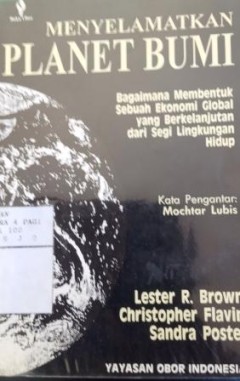 MENYELAMATKAN
PLANET BUMI
Bagaimana Membentuk
Sebuah Ekonomi Global
yang Berkelanjutan
dari Segi Lingkungan
Hidup
Kata Pengantar:
Mochtar Lubis
Lester R. Brown
Christopher Flavin
Sandra Poste
YAYASAN OBOR INDONESIA